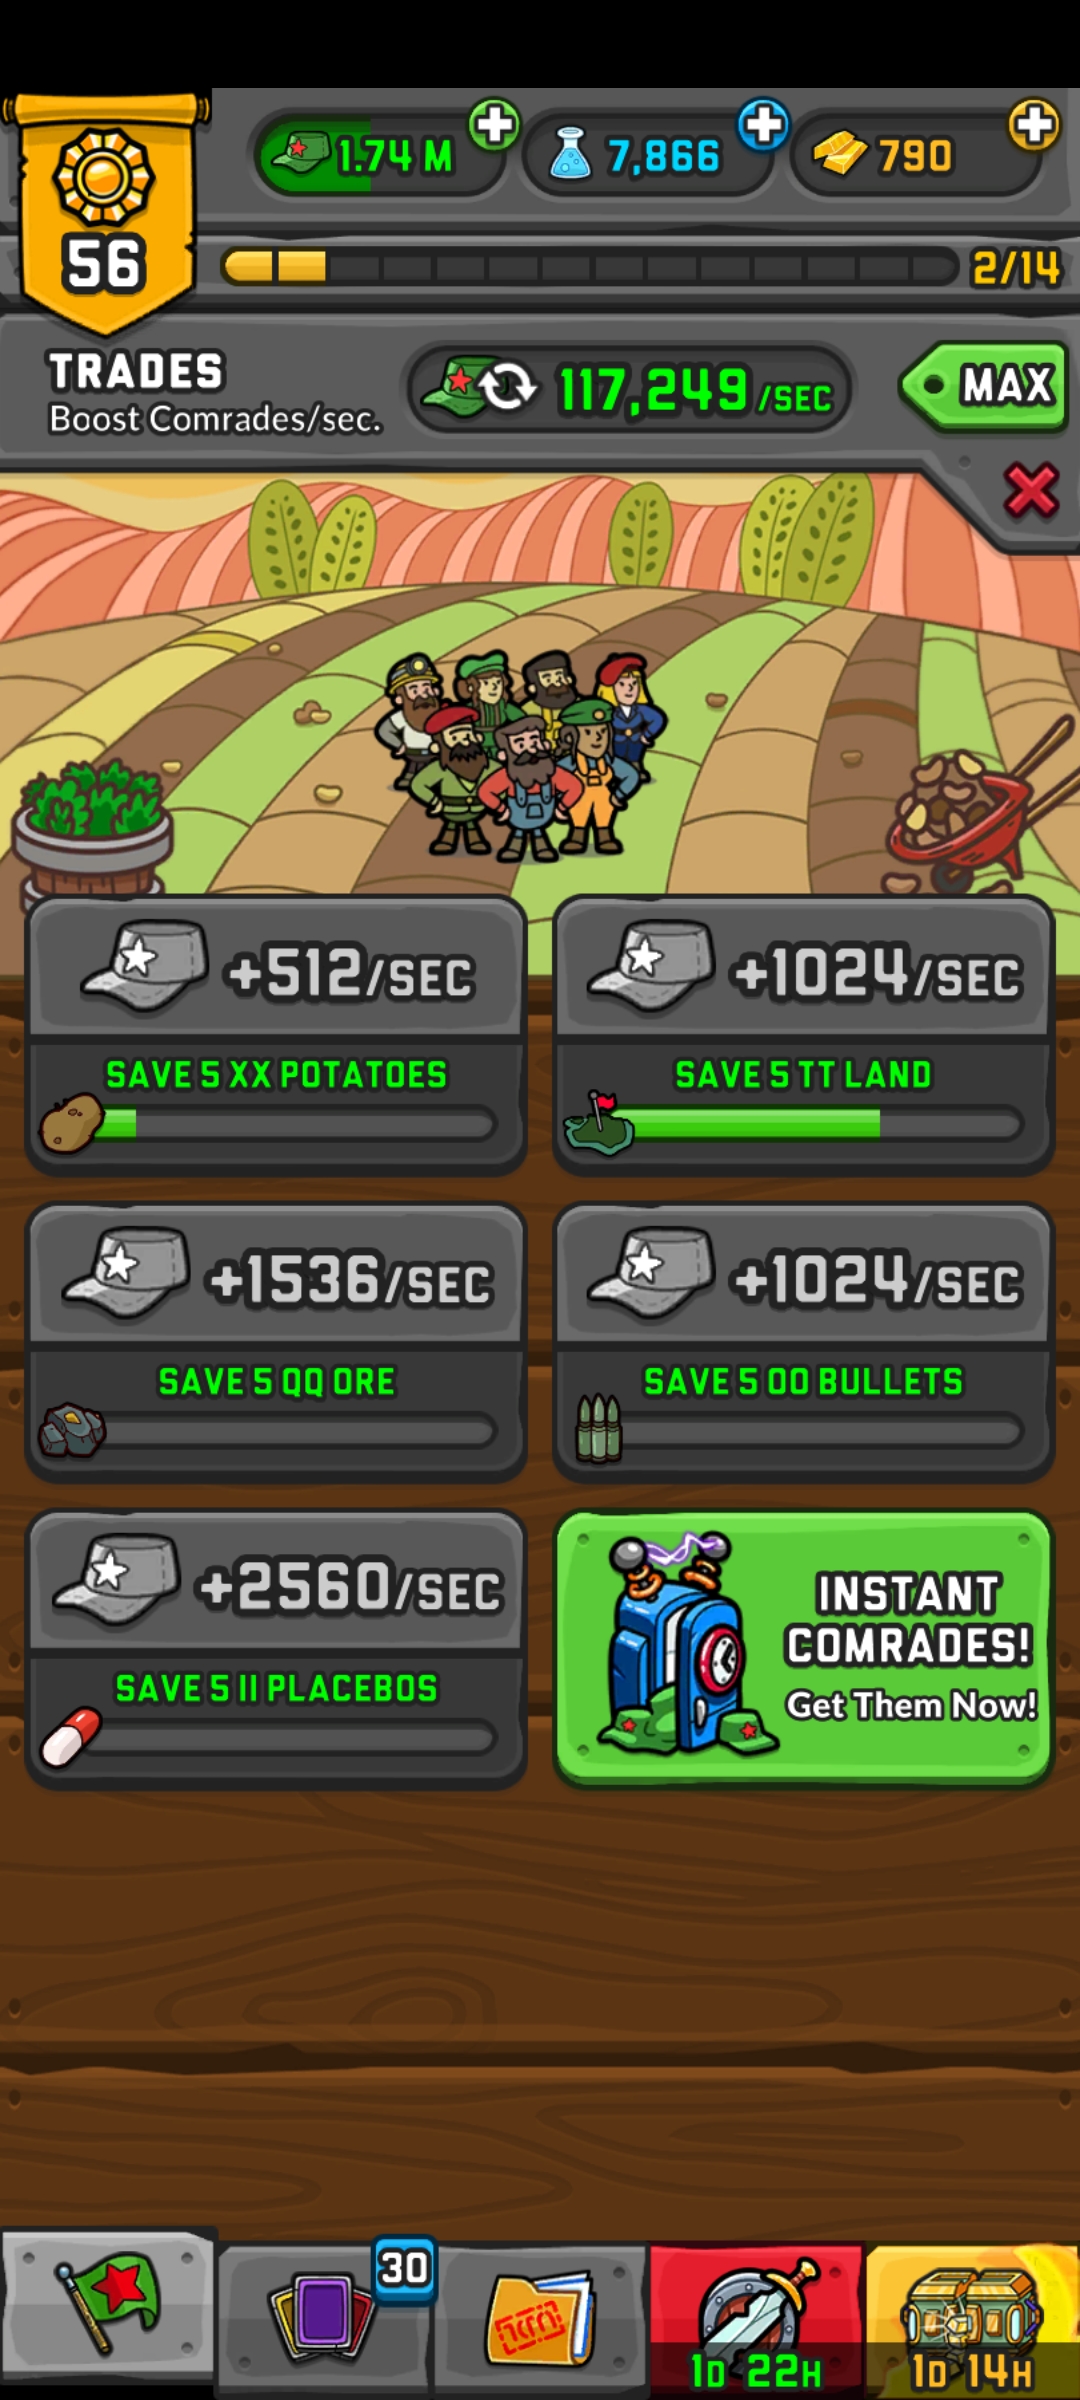 1.74 M
7,866
790
56
2/14
TRADES
Boost Comrades/sec.
117,249/SEC
MAX
+512/SEC
SAVE 5 XX POTATOES
+1024/SEC
SAVE 5 TT LAND
+1536/SEC
SAVE 5 QQ ORE
+1024/SEC
SAVE 5 OO BULLETS
+2560/SEC
SAVE 5 II PLACEBOS
INSTANT
COMRADES!
Get Them Now!
30
1D 22H
1D 14H